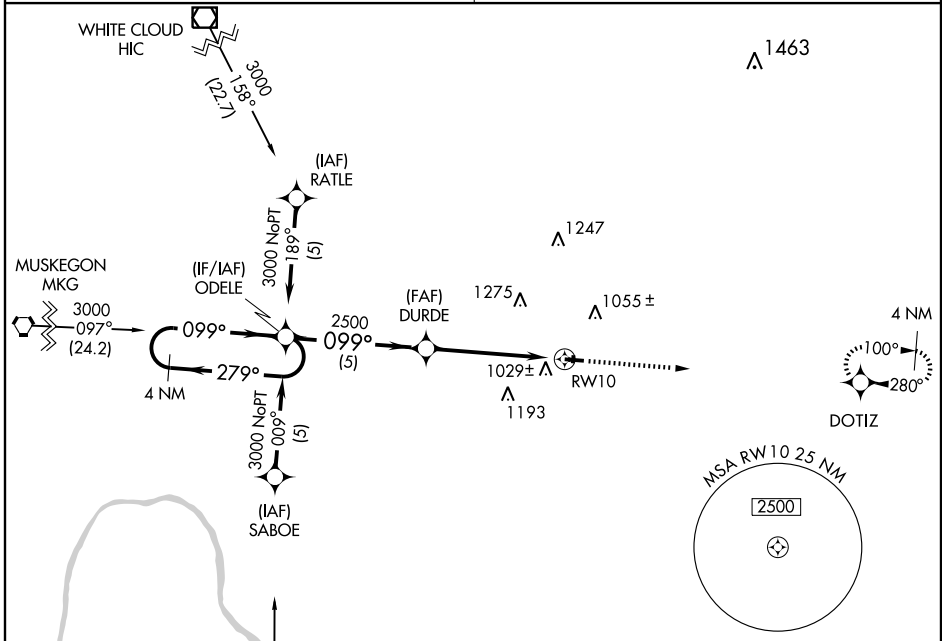 WHITE CLOUD
HIC
3000
158°
(22.7)
1463
(IAF)
RATLE
3000 NoPT
189°
(5)
1247
MUSKEGON
MKG
3000
097°
(24.2)
(IF/IAF)
ODELE
099°
279°
4 NM
2500
099°
(5)
(FAF)
DURDE
1275
1055 ±
1029±
RW10
1193
4 NM
100°
280°
DOTIZ
3000 NoPT
009°
(5)
(IAF)
SABOE
MSA RW10 25 NM
2500